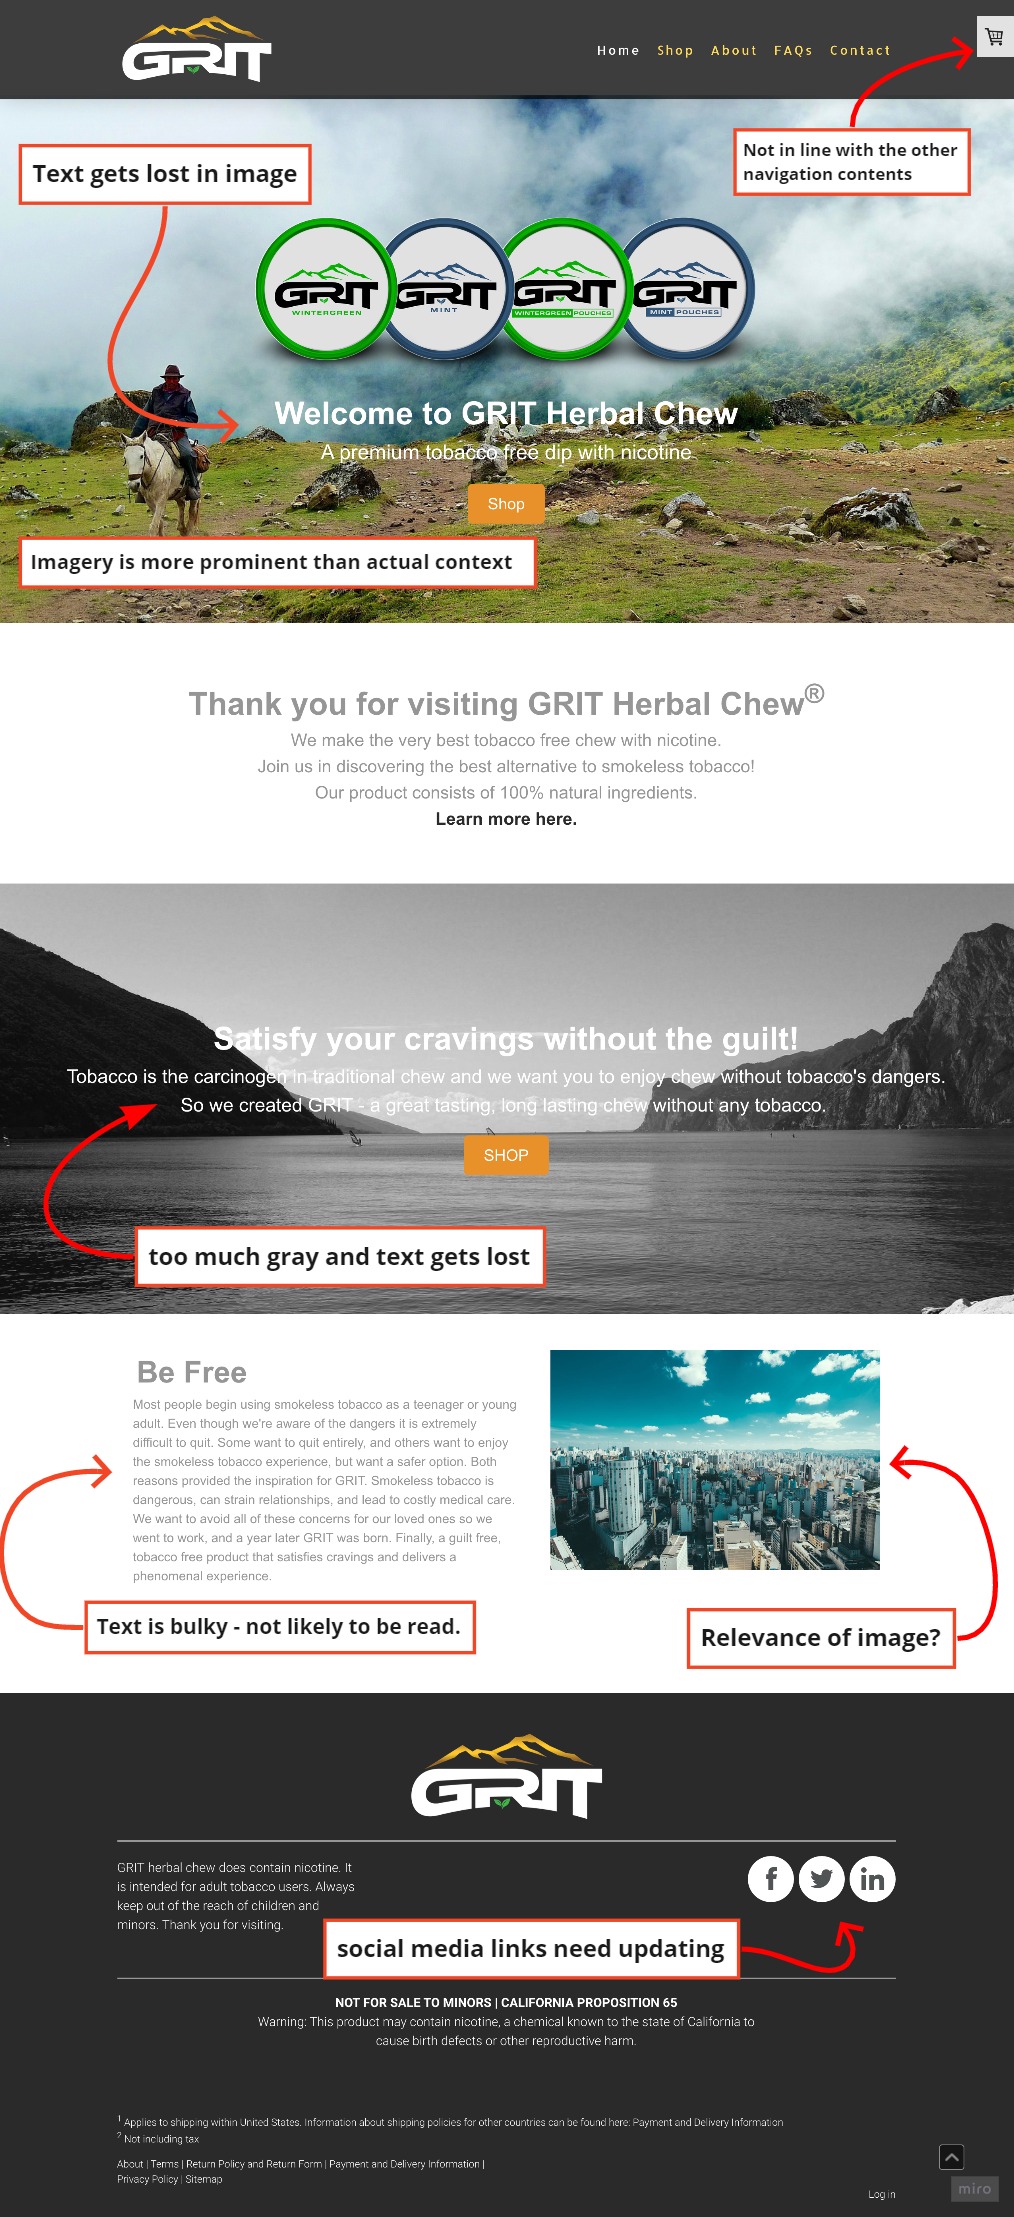 GRIT
Home Shop About FAQs Contact
Not in line with the other
navigation contents
Text gets lost in image
GRIT
WINTERGREEN
GRIT
MINT
GRIT
WINTERGREEN POUCHES
GRIT
MINT POUCHES
Welcome to GRIT Herbal Chew
A premium tobacco free dip with nicotine
Shop
Imagery is more prominent than actual context
Thank you for visiting GRIT Herbal Chew®
We make the very best tobacco free chew with nicotine.
Join us in discovering the best alternative to smokeless tobacco!
Our product consists of 100% natural ingredients.
Learn more here.
Satisfy your cravings without the guilt!
Tobacco is the carcinogen in traditional chew and we want you to enjoy chew without tobacco's dangers.
So we created GRIT - a great tasting, long lasting chew without any tobacco.
SHOP
too much gray and text gets lost
Be Free
Most people begin using smokeless tobacco as a teenager or young
adult. Even though we're aware of the dangers it is extremely
difficult to quit. Some want to quit entirely, and others want to enjoy
the smokeless tobacco experience, but want a safer option. Both
reasons provided the inspiration for GRIT. Smokeless tobacco is
dangerous, can strain relationships, and lead to costly medical care.
We want to avoid all of these concerns for our loved ones so we
went to work, and a year later GRIT was born. Finally, a guilt free,
tobacco free product that satisfies cravings and delivers a
phenomenal experience.
Text is bulky - not likely to be read.
Relevance of image?
GRIT
GRIT herbal chew does contain nicotine. It
is intended for adult tobacco users. Always
keep out of the reach of children and
minors. Thank you for visiting.
f in
social media links need updating
NOT FOR SALE TO MINORS | CALIFORNIA PROPOSITION 65
Warning: This product may contain nicotine, a chemical known to the state of California to
cause birth defects or other reproductive harm.
1 Applies to shipping within United States. Information about shipping policies for other countries can be found here: Payment and Delivery Information
2 Not including tax
About | Terms | Return Policy and Return Form | Payment and Delivery Information |
Privacy Policy | Sitemap
Log in
miro